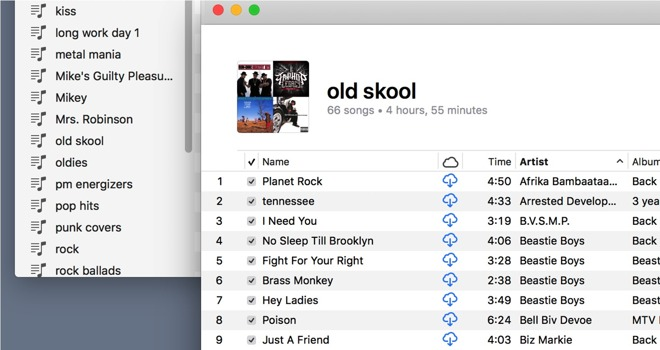 kiss
long work day 1
metal mania
Mike's Guilty Pleasu...
Mikey
Mrs. Robinson
old skool
oldies
pm energizers
pop hits
punk covers
rock
rock ballads
old skool
66 songs • 4 hours, 55 minutes
✓ Name Time Artist Album
1 Planet Rock 4:50 Afrika Bambaataa... Back
2 tennessee 4:33 Arrested Develop... 3 yea
3 I Need You 3:19 B.V.S.M.P. Back
4 No Sleep Till Brooklyn 4:06 Beastie Boys Back
5 Fight For Your Right 3:28 Beastie Boys Beast
6 Brass Monkey 2:38 Beastie Boys Beast
7 Hey Ladies 3:49 Beastie Boys Beast
8 Poison 6:24 Bell Biv Devoe MTV
9 Just A Friend 4:03 Biz Markie Back